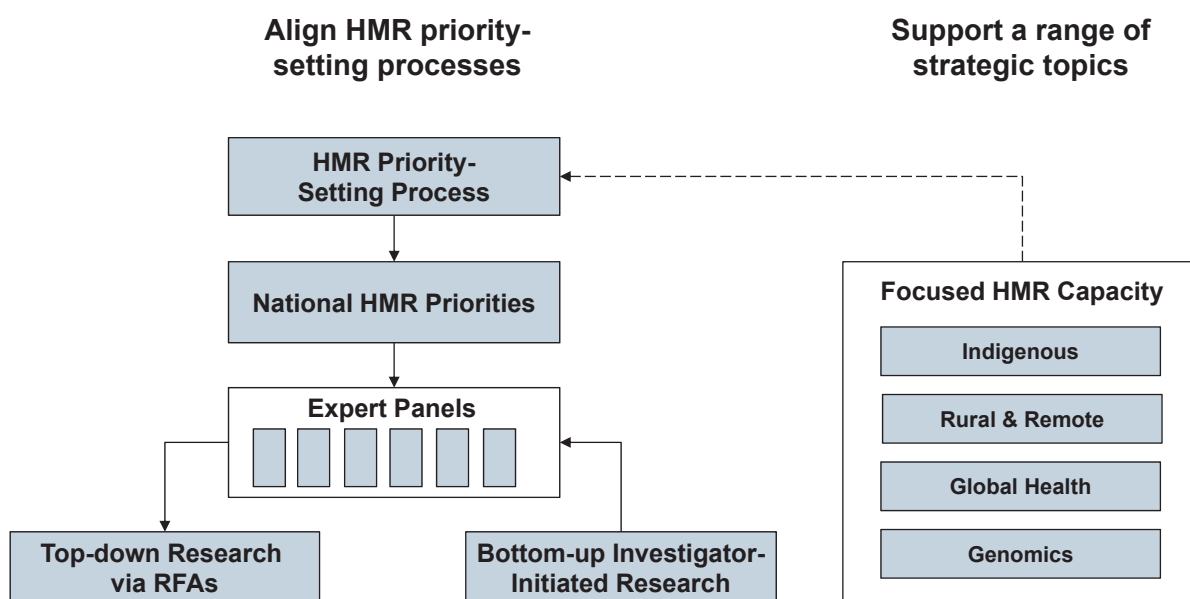 Align HMR priority-
setting processes
Support a range of
strategic topics
HMR Priority-
Setting Process
National HMR Priorities
Expert Panels
Top-down Research
via RFAs
Bottom-up Investigator-
Initiated Research
Focused HMR Capacity
Indigenous
Rural & Remote
Global Health
Genomics